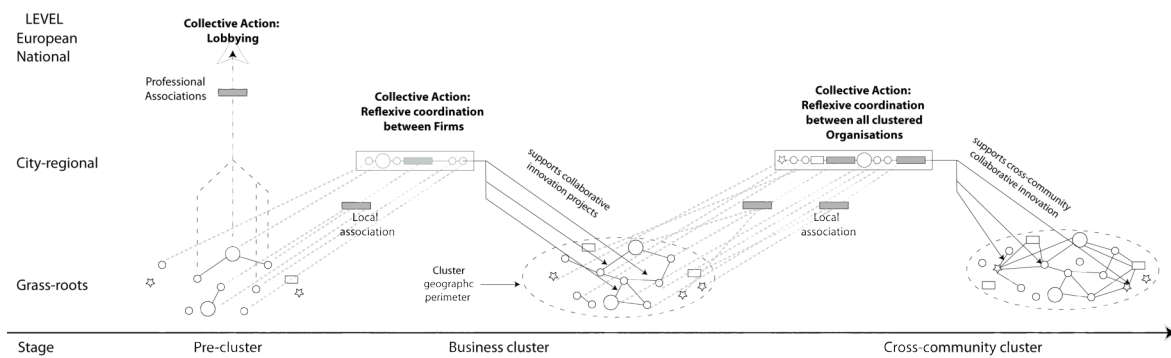 LEVEL
European
National
Collective Action:
Lobbying
Professional
Associations
Collective Action:
Reflexive coordination
between Firms
Collective Action:
Reflexive coordination
between all clustered
Organisations
City-regional
supports collaborative
innovation projects
supports cross-community
collaborative innovation
Local
association
Local
association
Cluster
geographc
perimeter
Grass-roots
Stage
Pre-cluster
Business cluster
Cross-community cluster